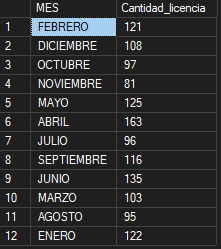 MES Cantidad_licencia
1 FEBRERO 121
2 DICIEMBRE 108
3 OCTUBRE 97
4 NOVIEMBRE 81
5 MAYO 125
6 ABRIL 163
7 JULIO 96
8 SEPTIEMBRE 116
9 JUNIO 135
10 MARZO 103
11 AGOSTO 95
12 ENERO 122